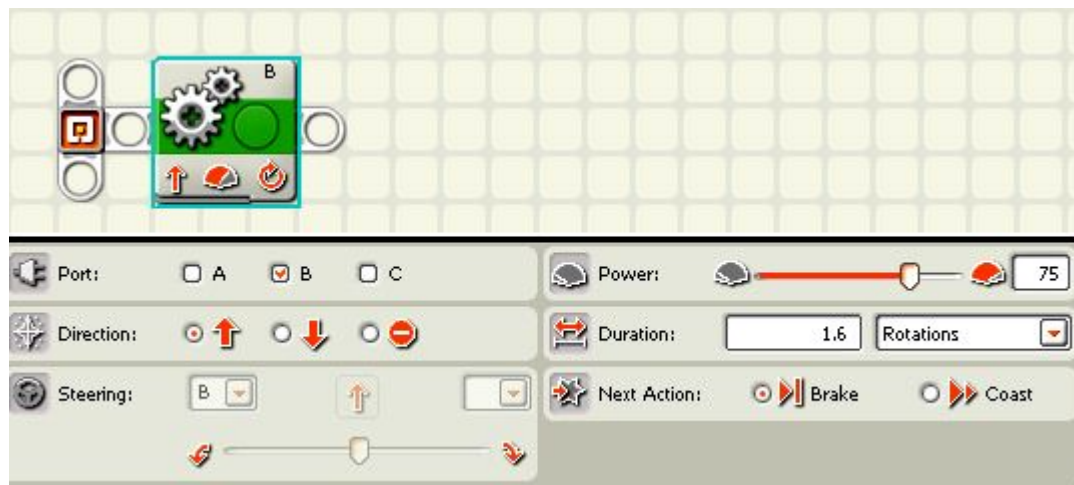 B
Port: A B C
Power: 75
Direction:
Duration: 1.6 Rotations
Steering: B
Next Action: Brake Coast